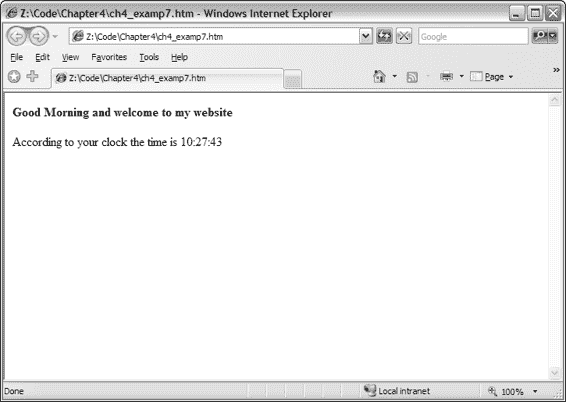 Z:\Code\Chapter4\ch4_examp7.htm - Windows Internet Explorer
Z:\Code\Chapter4\ch4_examp7.htm
Google
File Edit View Favorites Tools Help
Z:\Code\Chapter4\ch4_examp7.htm
Page
Good Morning and welcome to my website
According to your clock the time is 10:27:43
Done
Local intranet
100%